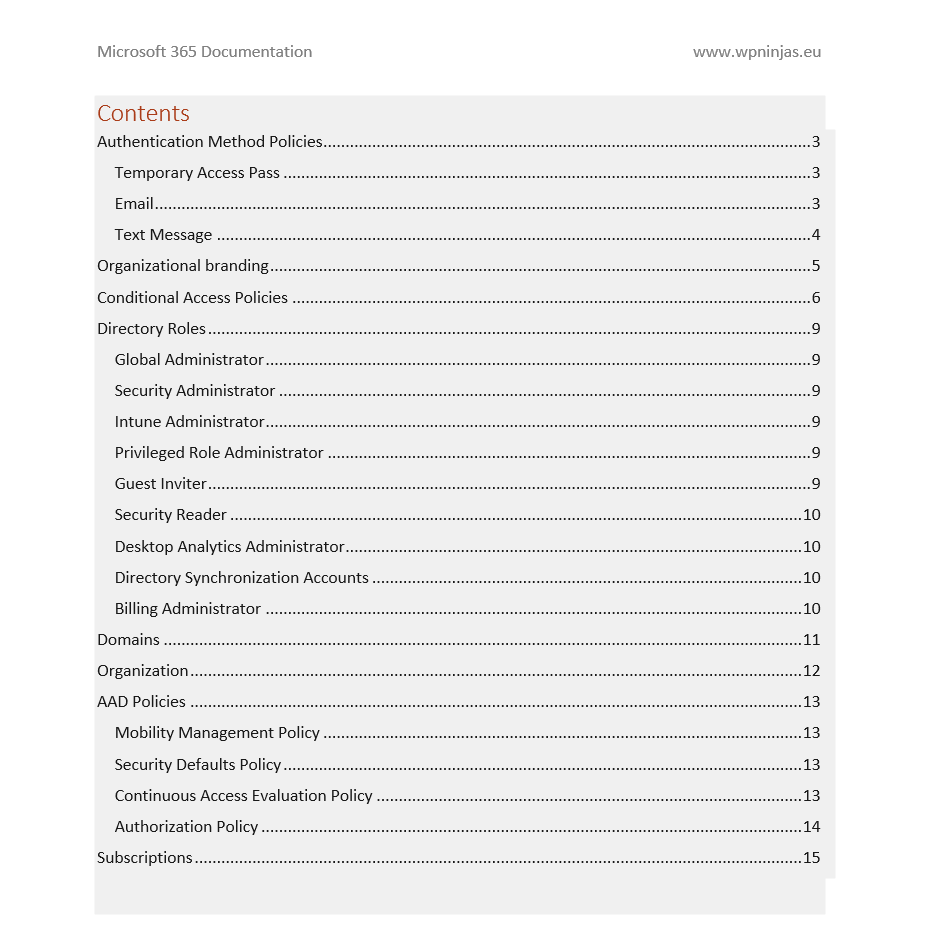 Microsoft 365 Documentation www.wpninjas.eu
Contents
Authentication Method Policies 3
Temporary Access Pass 3
Email 3
Text Message 4
Organizational branding 5
Conditional Access Policies 6
Directory Roles 9
Global Administrator 9
Security Administrator 9
Intune Administrator 9
Privileged Role Administrator 9
Guest Inviter 9
Security Reader 10
Desktop Analytics Administrator 10
Directory Synchronization Accounts 10
Billing Administrator 10
Domains 11
Organization 12
AAD Policies 13
Mobility Management Policy 13
Security Defaults Policy 13
Continuous Access Evaluation Policy 13
Authorization Policy 14
Subscriptions 15